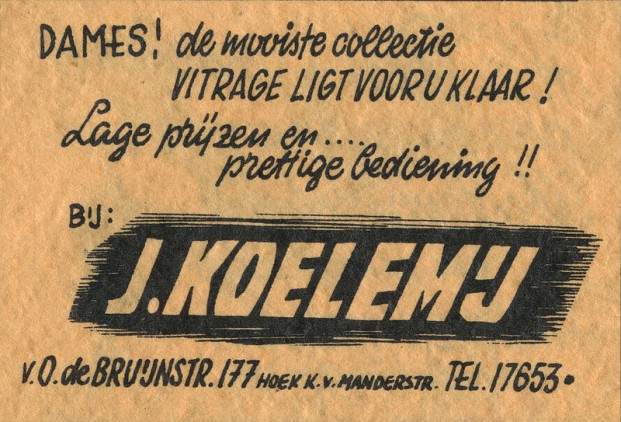 DAMES! de mooiste collectie
VITRAGE LIGT VOOR U KLAAR!
Lage prijzen en....
prettige bediening!!
BIJ:
J. KOELEMIJ
v. O. de BRUIJNSTR. 177 HOEK K. v. MANDERSTR. TEL. 17653.